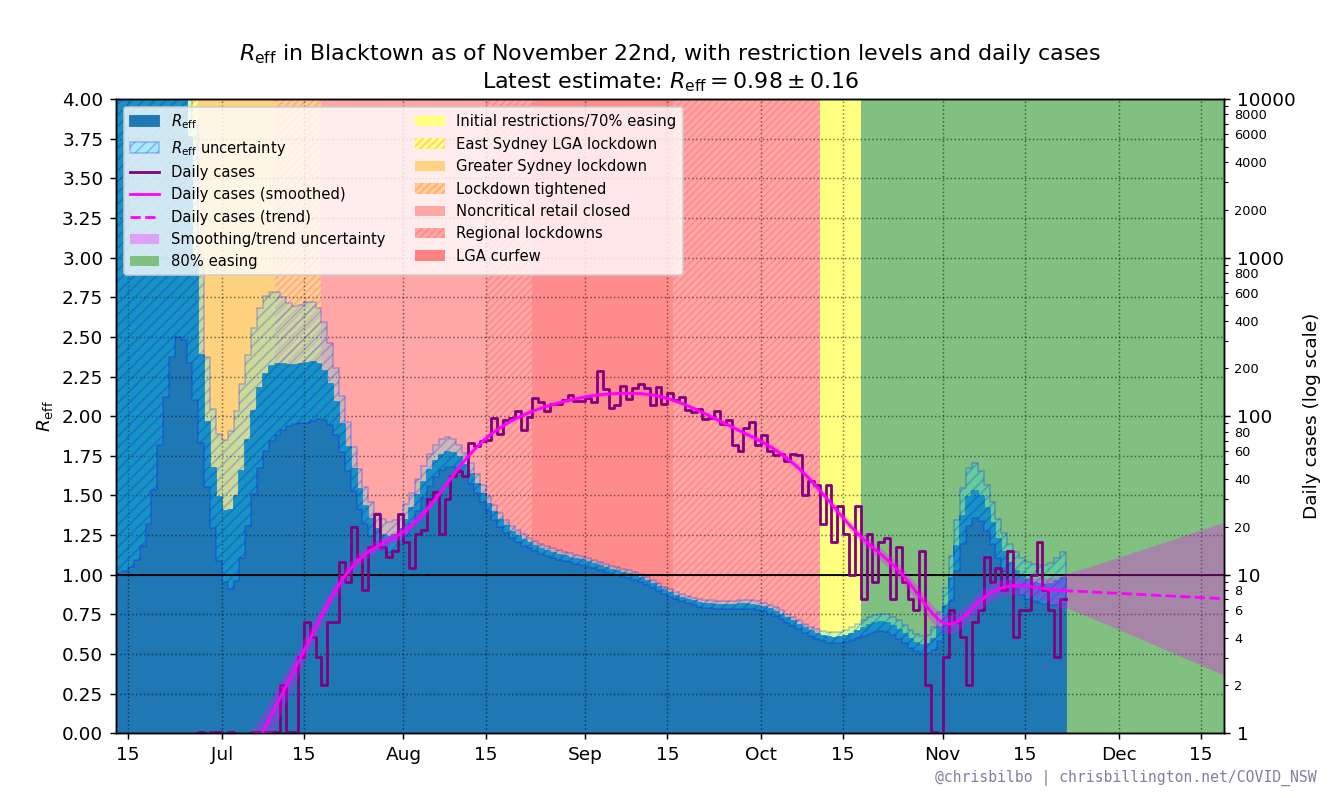 Reff in Blacktown as of November 22nd, with restriction levels and daily cases
Latest estimate: Reff = 0.98 ± 0.16
Reff
Reff uncertainty
Daily cases
Daily cases (smoothed)
Daily cases (trend)
Smoothing/trend uncertainty
80% easing
Initial restrictions/70% easing
East Sydney LGA lockdown
Greater Sydney lockdown
Lockdown tightened
Noncritical retail closed
Regional lockdowns
LGA curfew
Reff
4.00
3.75
3.50
3.25
3.00
2.75
2.50
2.25
2.00
1.75
1.50
1.25
1.00
0.75
0.50
0.25
0.00
10000
8000
6000
4000
2000
1000
800
600
400
200
100
80
60
40
20
10
8
6
4
2
1
Daily cases (log scale)
15 Jul 15 Aug 15 Sep 15 Oct 15 Nov 15 Dec 15
@chrisbilbo | chrisbillington.net/COVID_NSW